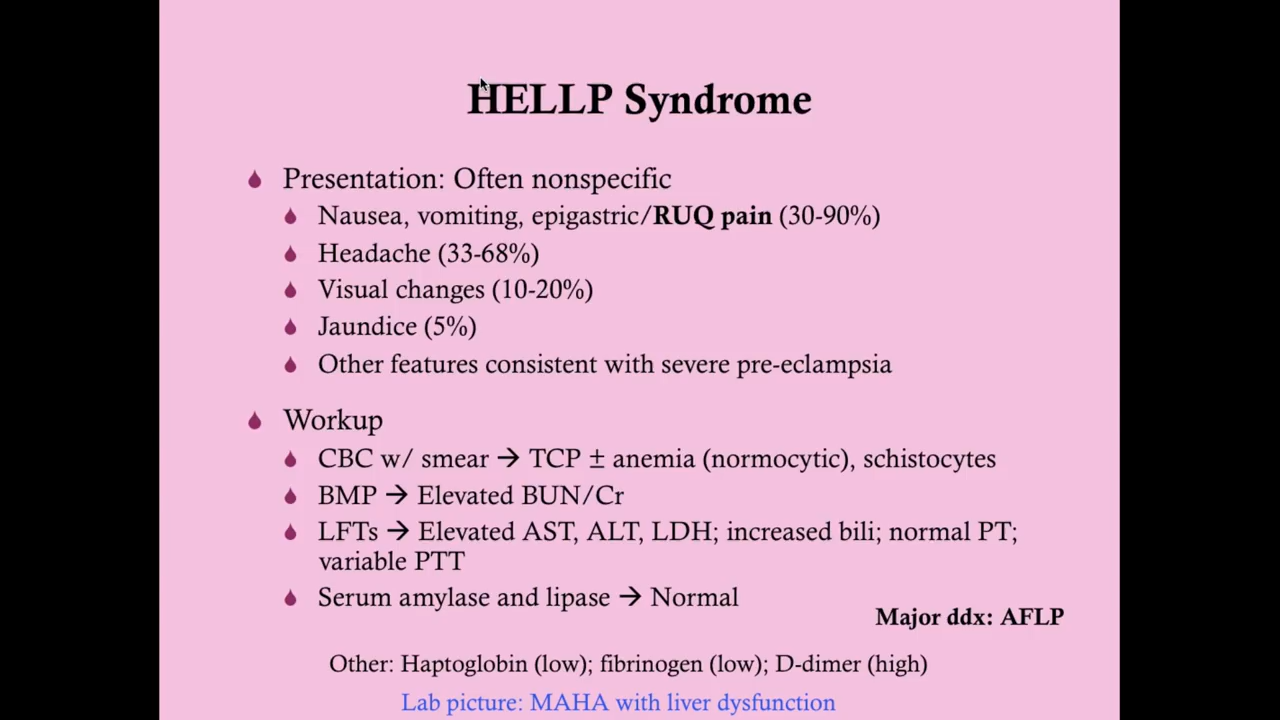 HELLP Syndrome
Presentation: Often nonspecific
Nausea, vomiting, epigastric/RUQ pain (30-90%)
Headache (33-68%)
Visual changes (10-20%)
Jaundice (5%)
Other features consistent with severe pre-eclampsia
Workup
CBC w/ smear → TCP ± anemia (normocytic), schistocytes
BMP → Elevated BUN/Cr
LFTs → Elevated AST, ALT, LDH; increased bili; normal PT;
variable PTT
Serum amylase and lipase → Normal
Major ddx: AFLP
Other: Haptoglobin (low); fibrinogen (low); D-dimer (high)
Lab picture: MAHA with liver dysfunction